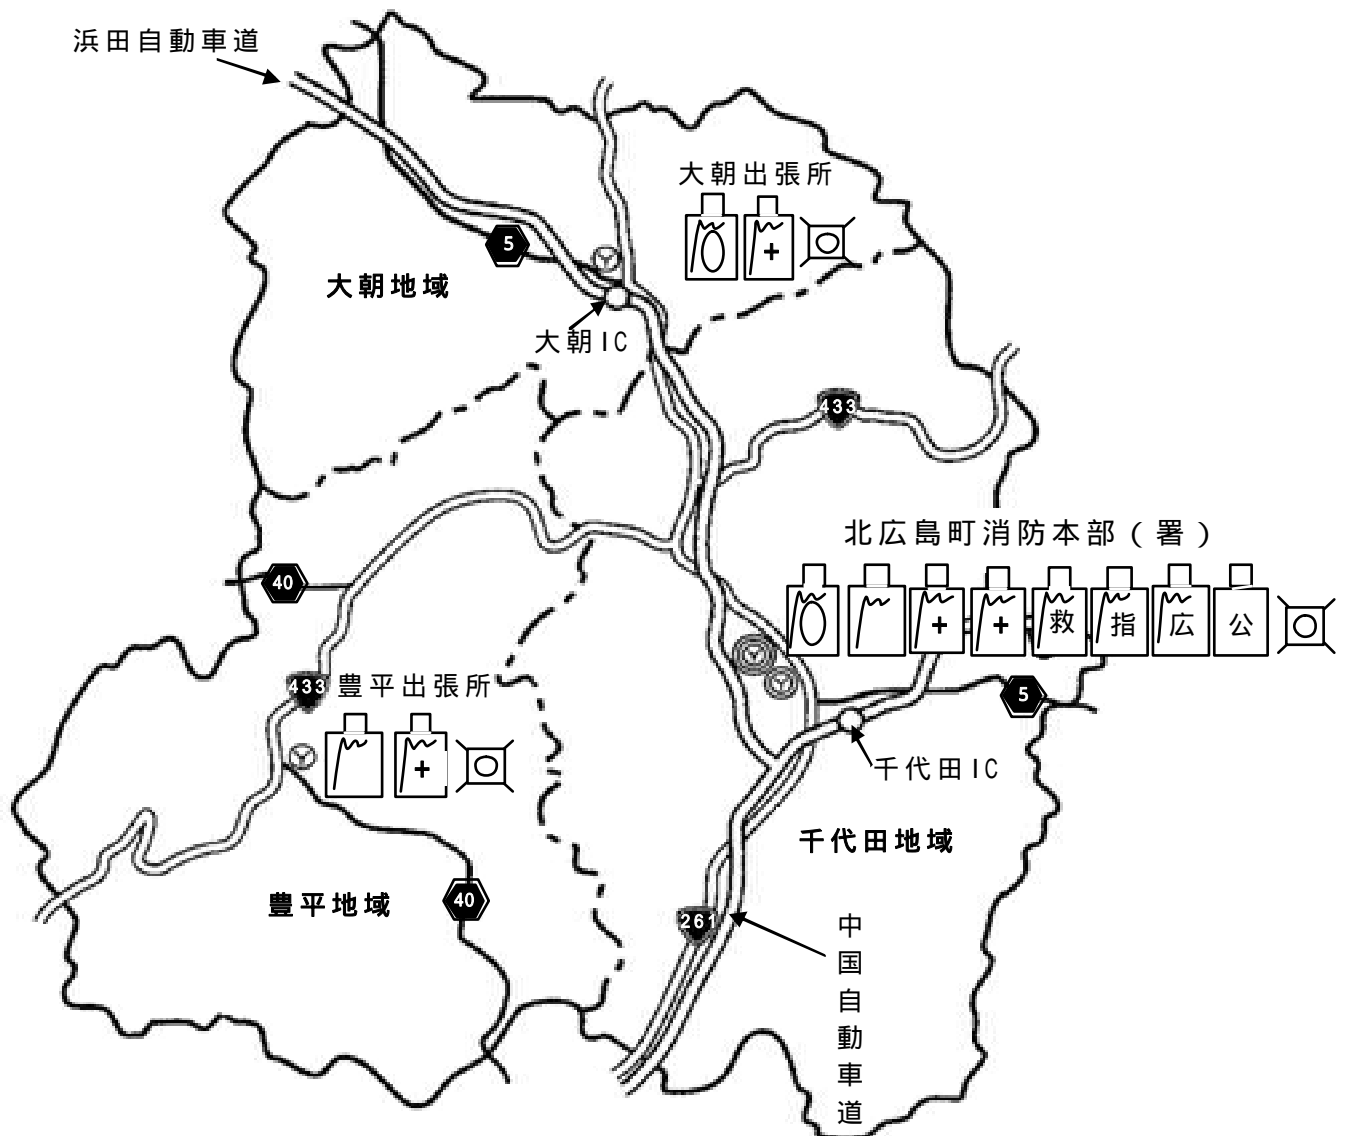 浜田自動車道
大朝出張所
+
5
大朝地域
大朝IC
433
北広島町消防本部（署）
+ + 救 指 広 公
40
433
豊平出張所
+
5
千代田IC
千代田地域
豊平地域
40
261
中国自動車道